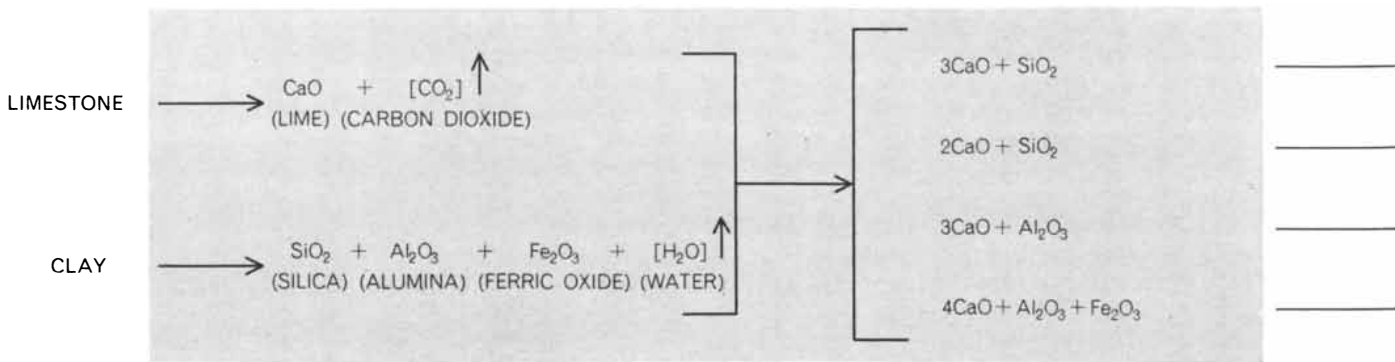 LIMESTONE
CaO + [CO₂]
(LIME) (CARBON DIOXIDE)
CLAY
SiO₂ + Al₂O₃ + Fe₂O₃ + [H₂O]
(SILICA) (ALUMINA) (FERRIC OXIDE) (WATER)
3CaO + SiO₂
2CaO + SiO₂
3CaO + Al₂O₃
4CaO + Al₂O₃ + Fe₂O₃